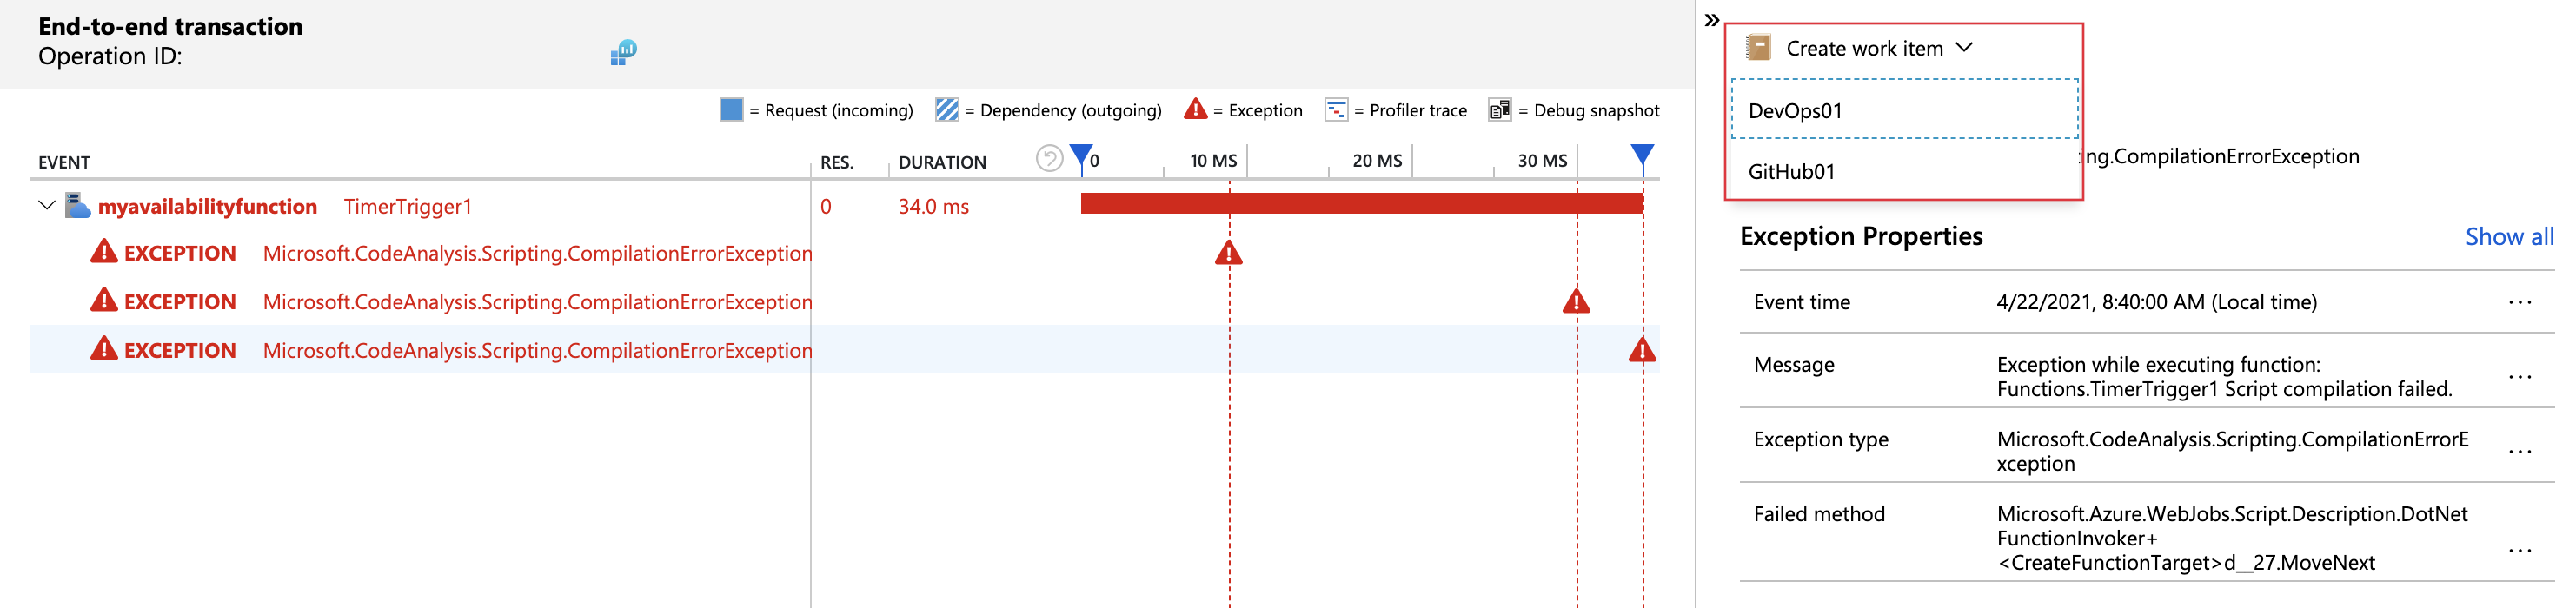 End-to-end transaction
Operation ID:
= Request (incoming) = Dependency (outgoing) = Exception = Profiler trace = Debug snapshot
EVENT RES. DURATION 0 10 MS 20 MS 30 MS
myavailabilityfunction TimerTrigger1 0 34.0 ms
EXCEPTION Microsoft.CodeAnalysis.Scripting.CompilationErrorException
EXCEPTION Microsoft.CodeAnalysis.Scripting.CompilationErrorException
EXCEPTION Microsoft.CodeAnalysis.Scripting.CompilationErrorException
»
Create work item
DevOps01
ng.CompilationErrorException
GitHub01
Exception Properties Show all
Event time 4/22/2021, 8:40:00 AM (Local time) ...
Message Exception while executing function:
Functions.TimerTrigger1 Script compilation failed. ...
Exception type Microsoft.CodeAnalysis.Scripting.CompilationErrorE
xception ...
Failed method Microsoft.Azure.WebJobs.Script.Description.DotNet
FunctionInvoker+
<CreateFunctionTarget>d__27.MoveNext ...